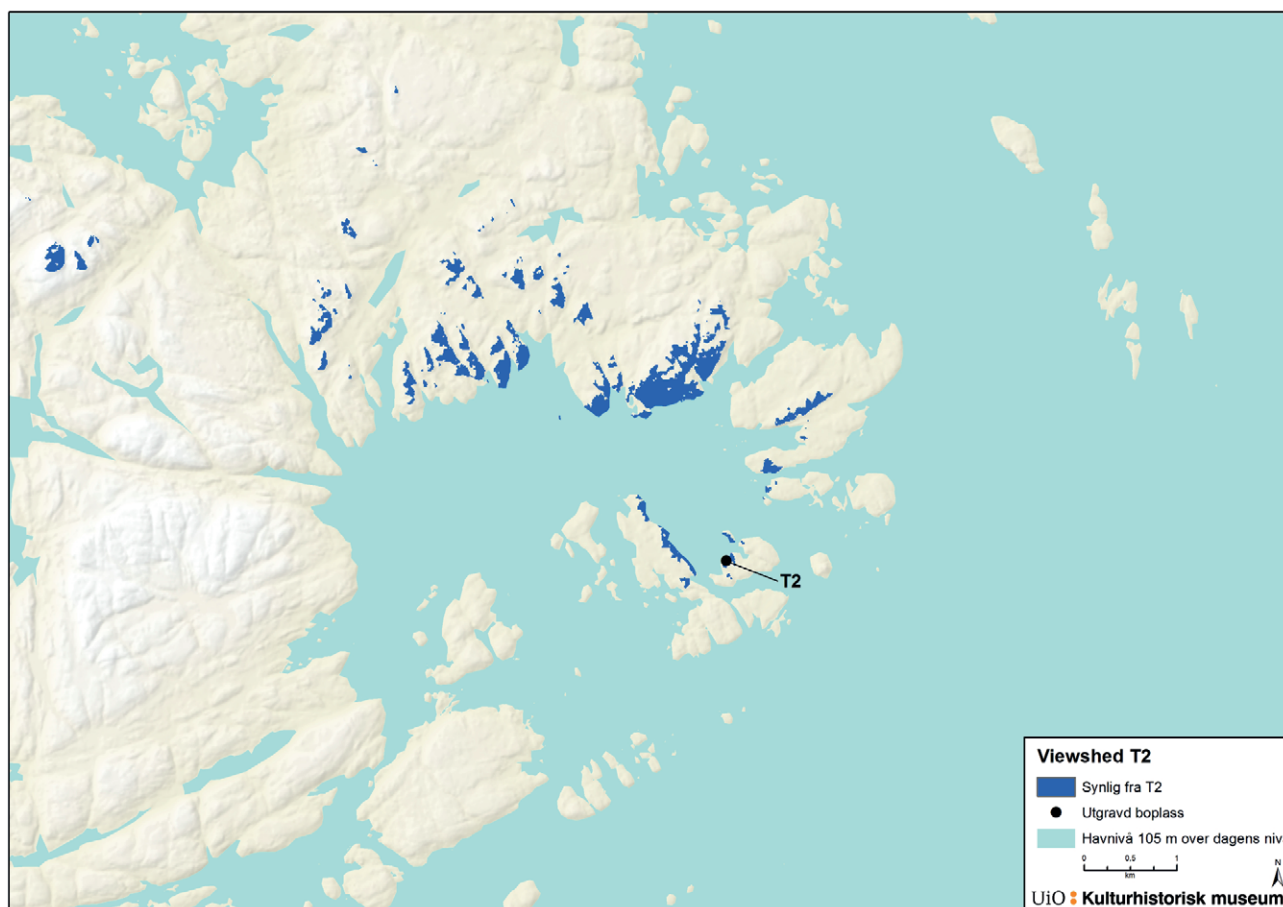 T2
Viewshed T2
Synlig fra T2
Utgravd boplass
Havnivå 105 m over dagens niv
0 0,5 1
km
N
UiO Kulturhistorisk museum